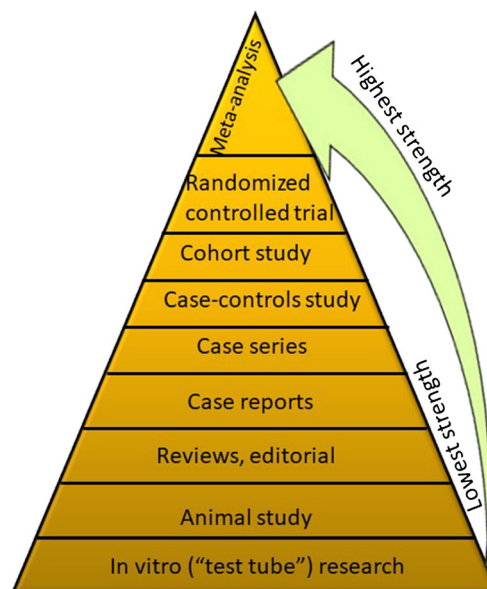 Meta-analysis
Randomized
controlled trial
Cohort study
Case-controls study
Case series
Case reports
Reviews, editorial
Animal study
In vitro (“test tube”) research
Highest strength
Lowest strength